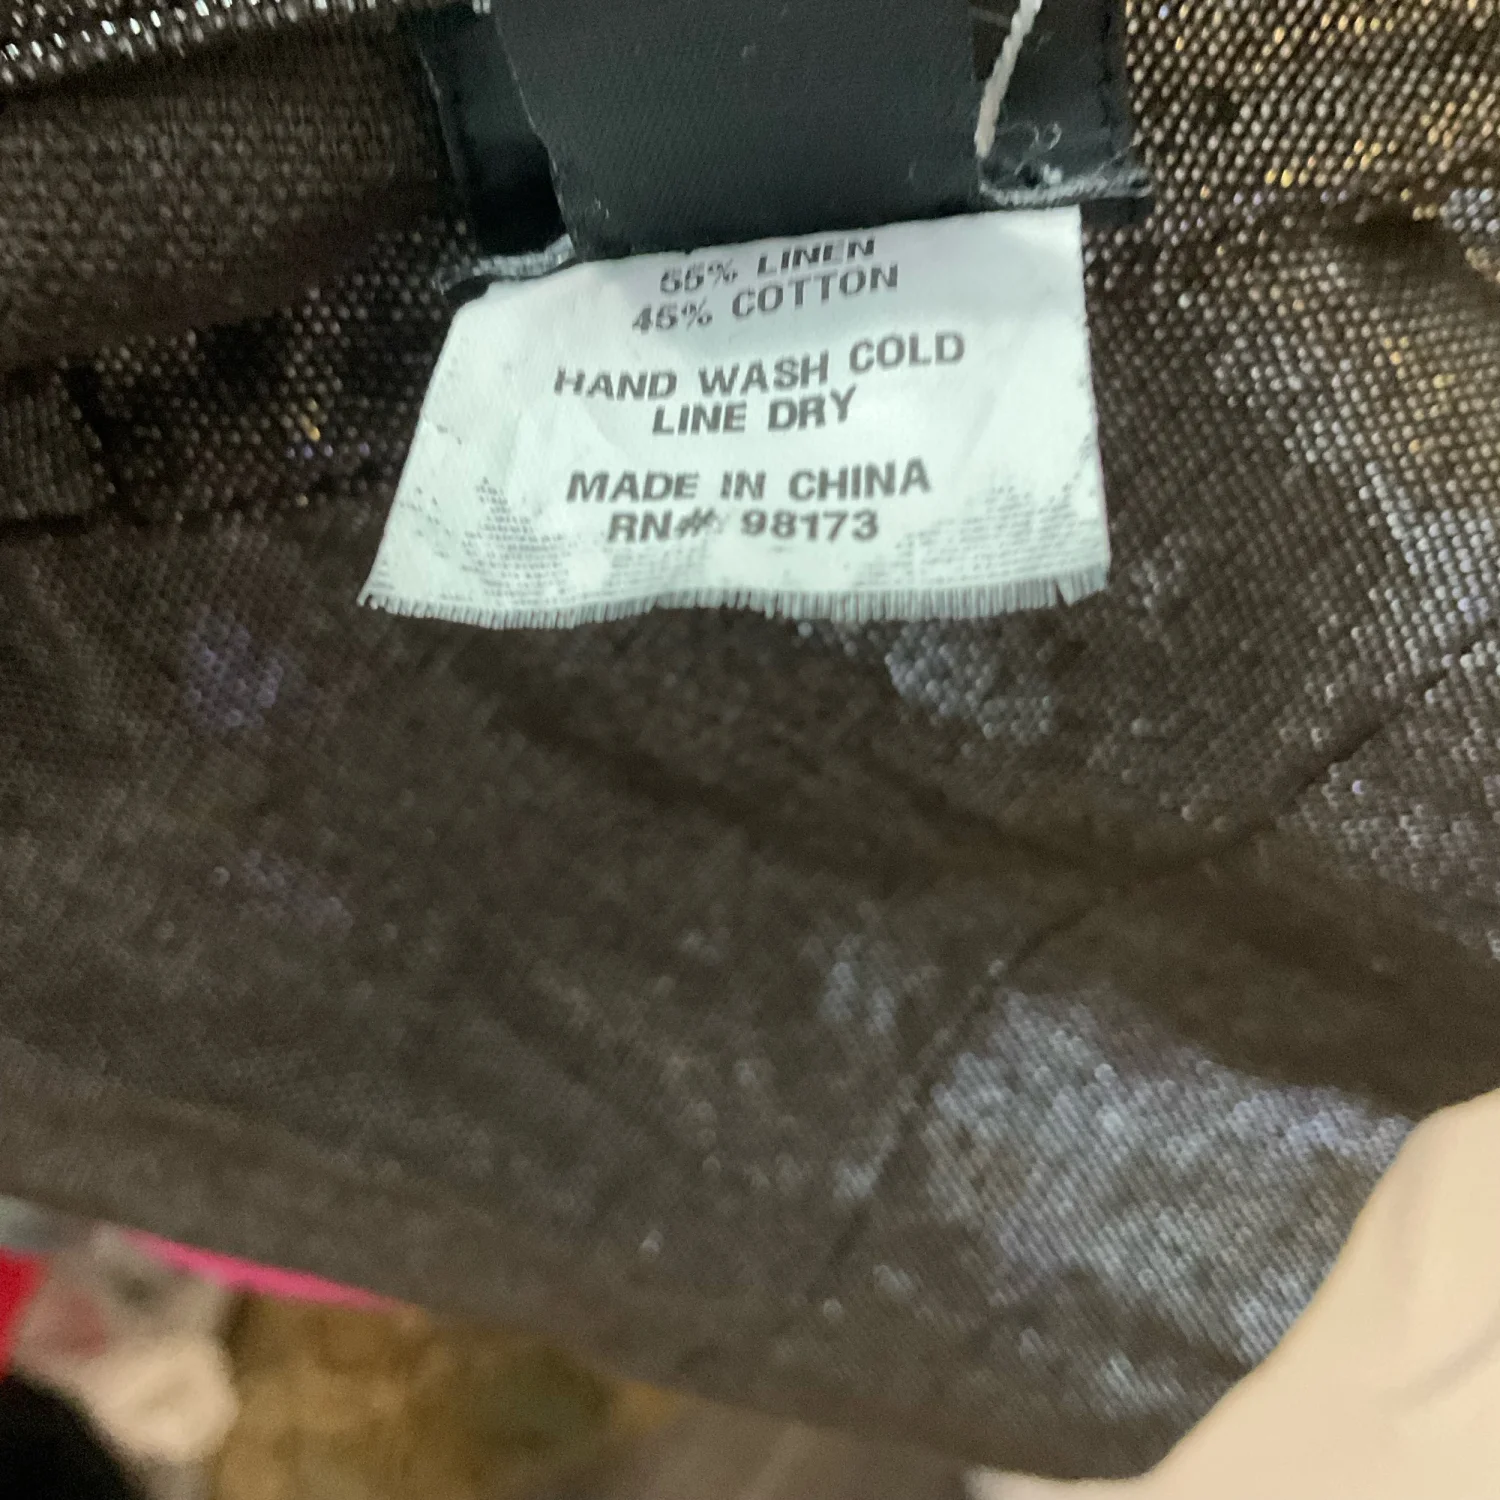 55% LINEN
45% COTTON
HAND WASH COLD
LINE DRY
MADE IN CHINA
RN# 98173